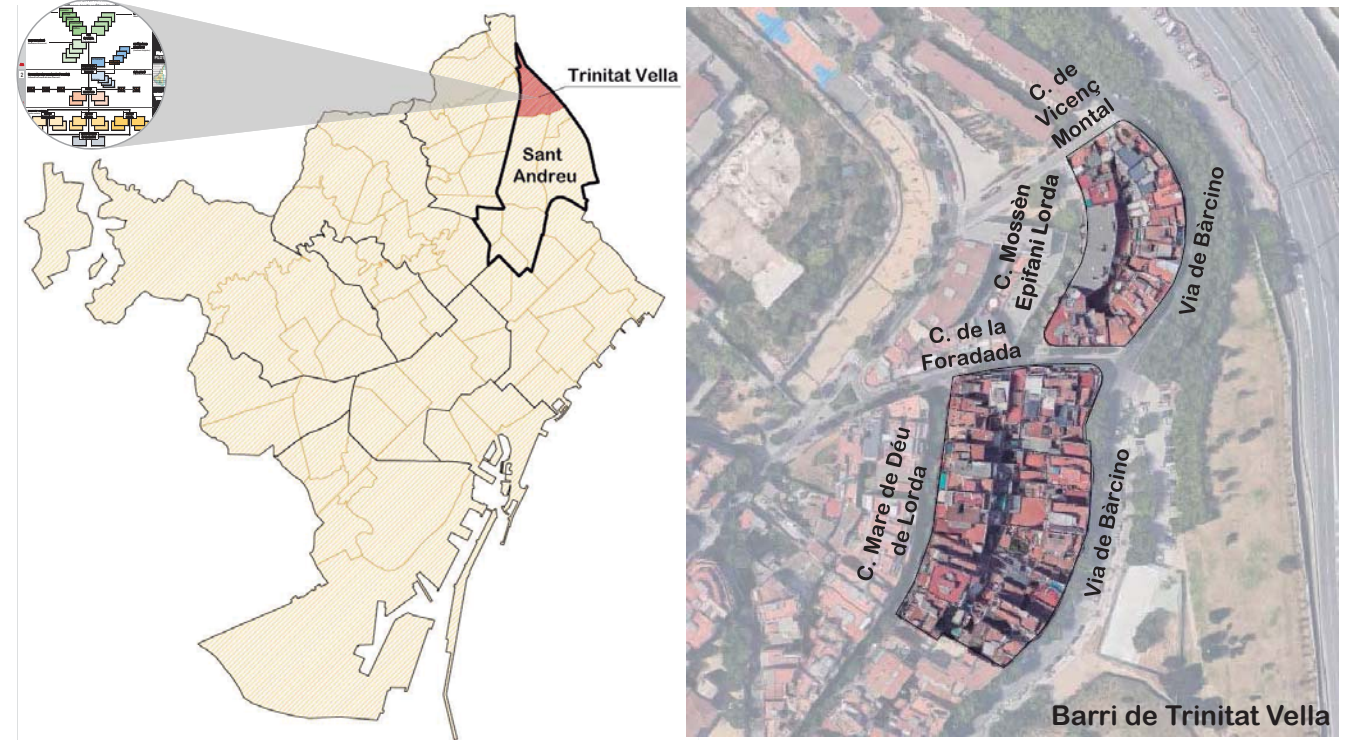 Trinitat Vella
Sant
Andreu
C. de
Vicenç
Montal
C. Mossèn
Epifani Lorda
Via de Bàrcino
C. de la
Foradada
C. Mare de Déu
de Lorda
Via de Bàrcino
Barri de Trinitat Vella